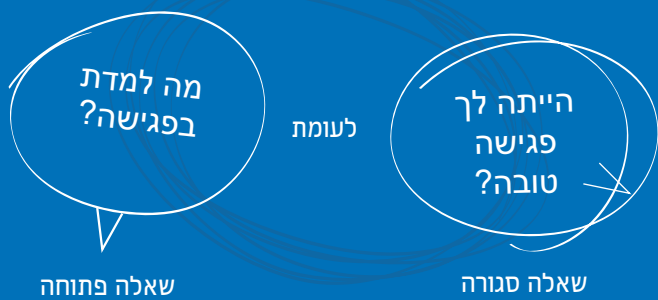 הייתה לך
פגישה
טובה?
לעומת
מה למדת
בפגישה?
שאלה סגורה
שאלה פתוחה